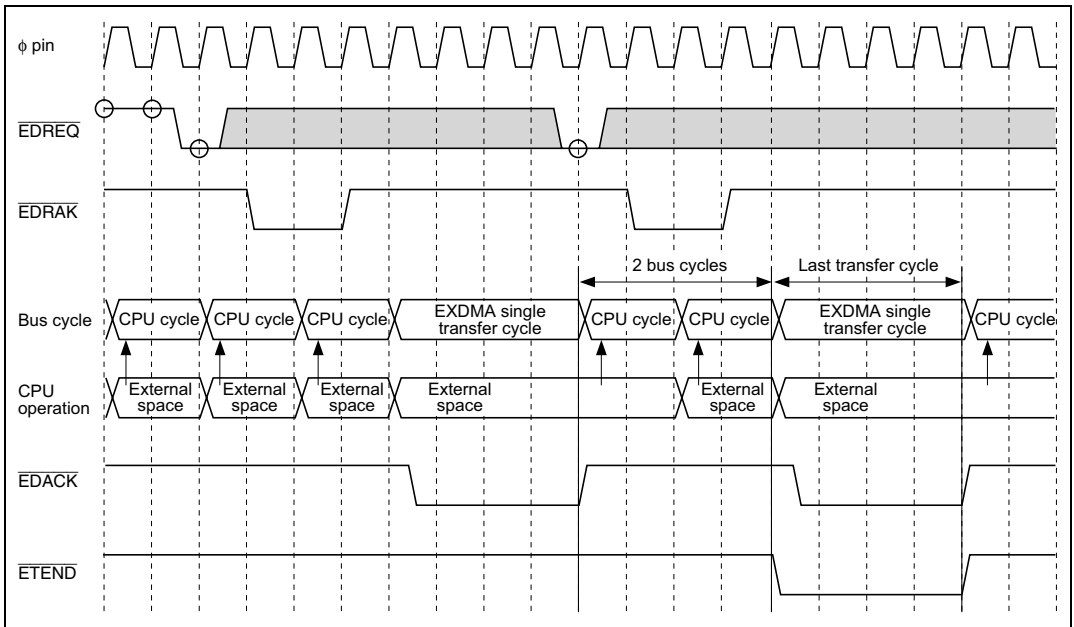 φ pin
EDREQ
EDRAK
2 bus cycles
Last transfer cycle
Bus cycle
CPU cycle
CPU cycle
CPU cycle
EXDMA single
transfer cycle
CPU cycle
CPU cycle
EXDMA single
transfer cycle
CPU cycle
CPU
operation
External
space
External
space
External
space
External
space
External
space
External
space
EDACK
ETEND